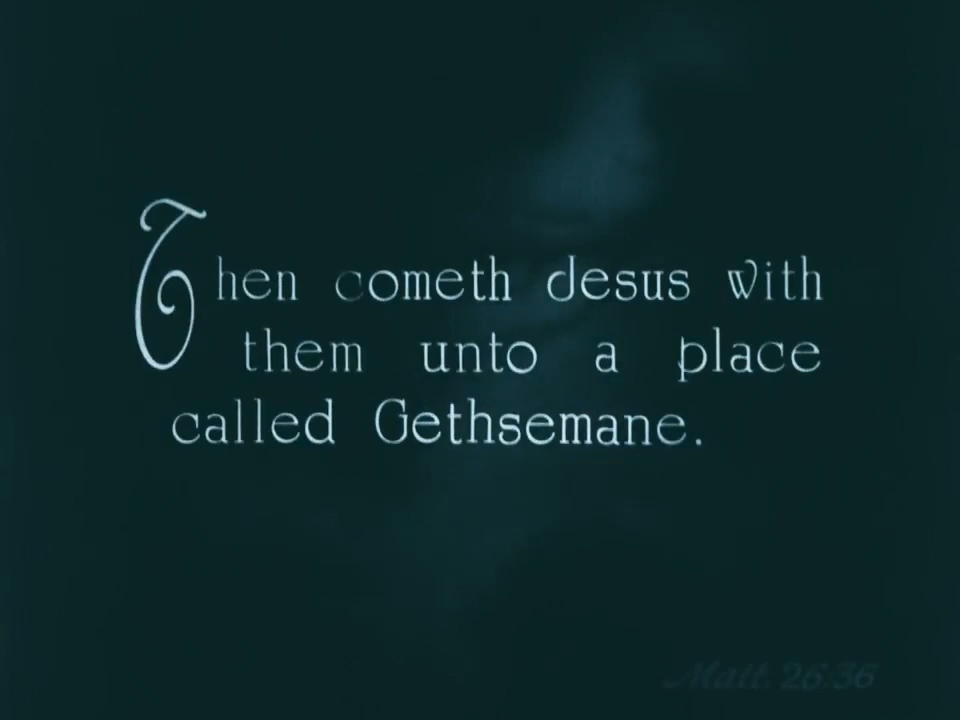 Then cometh Jesus with
them unto a place
called Gethsemane.
Matt. 26:36